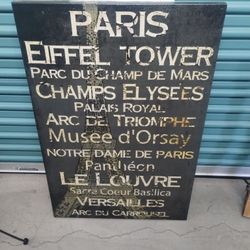 PARIS
EIFFEL TOWER
PARC DU CHAMP DE MARS
CHAMPS ELYSEES
PALAIS ROYAL
ARC DE TRIOMPHE
Musee d'Orsay
NOTRE DAME DE PARIS
Pantheon
LE LOUVRE
Sacre Coeur Basilica
VERSAILLES
ARC DU CARROUSEL